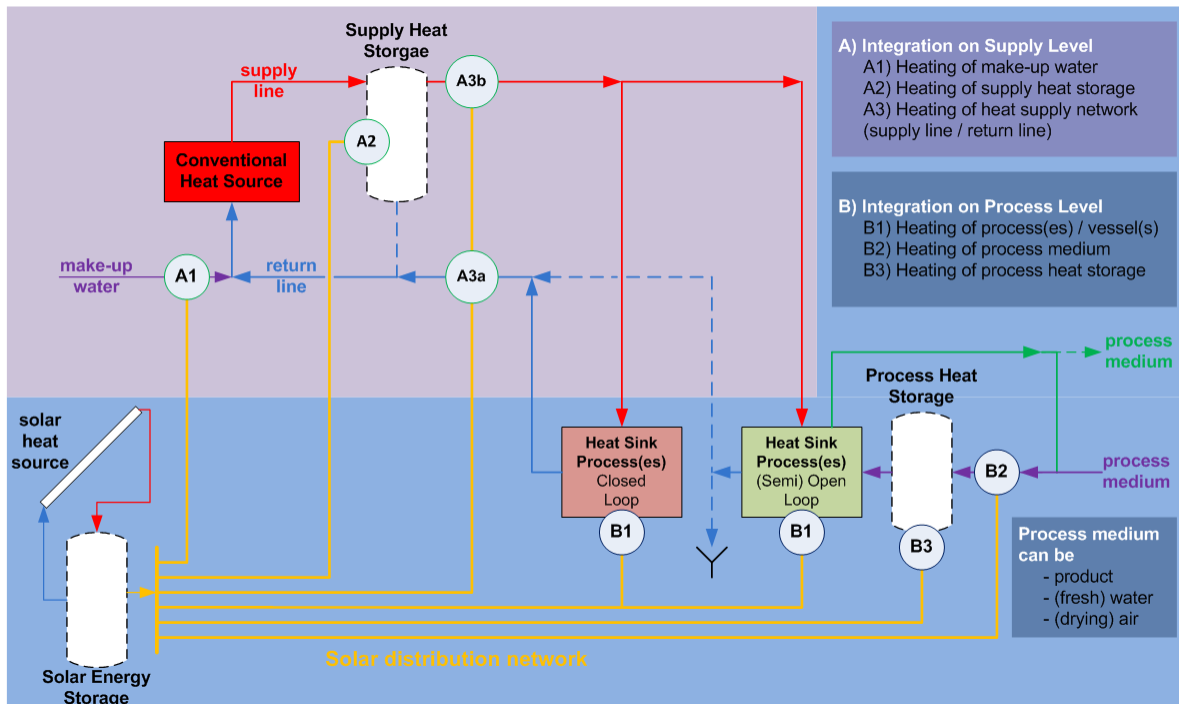 Supply Heat
Storgae
supply
line
A3b
A2
Conventional
Heat Source
make-up
water
A1
return
line
A3a
A) Integration on Supply Level
A1) Heating of make-up water
A2) Heating of supply heat storage
A3) Heating of heat supply network
(supply line / return line)
B) Integration on Process Level
B1) Heating of process(es) / vessel(s)
B2) Heating of process medium
B3) Heating of process heat storage
process
medium
Process Heat
Storage
solar
heat
source
Heat Sink
Process(es)
Closed
Loop
B1
Heat Sink
Process(es)
(Semi) Open
Loop
B1
B3
B2
process
medium
Process medium
can be
- product
- (fresh) water
- (drying) air
Solar distribution network
Solar Energy
Storage